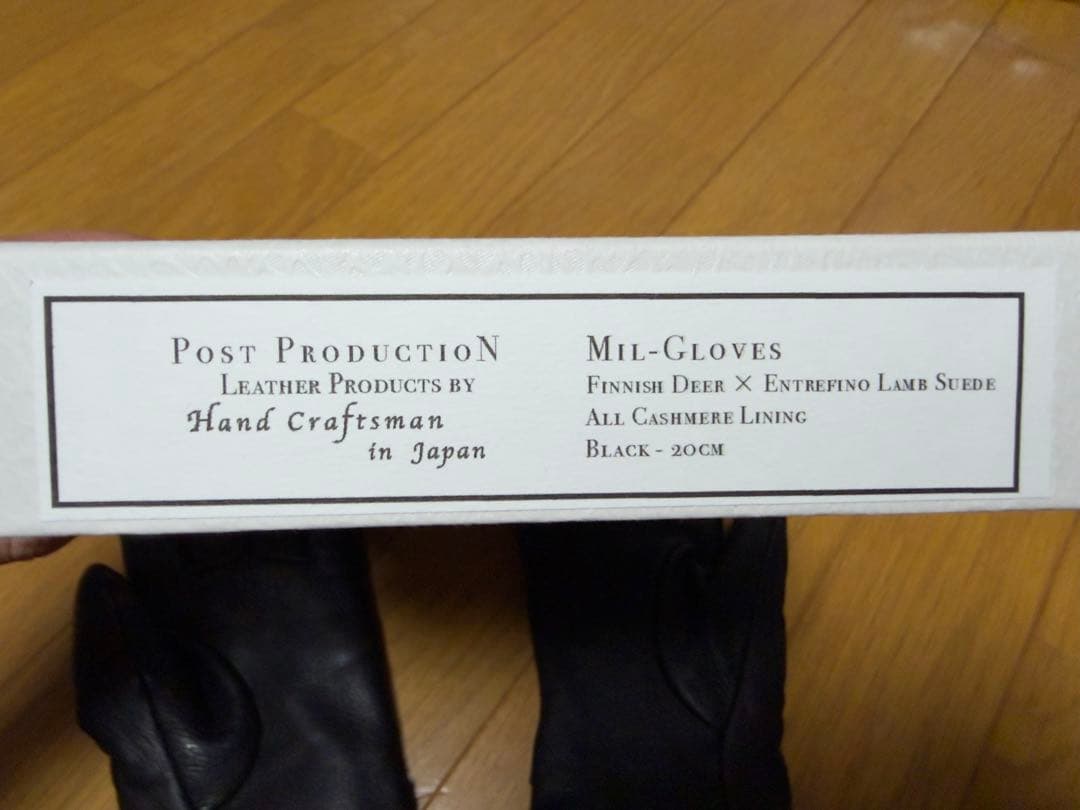 Post ProductioN
Leather Products by
Hand Craftsman
in Japan
Mil-Gloves
Finnish Deer × Entrefino Lamb Suede
All Cashmere Lining
Black - 20cm